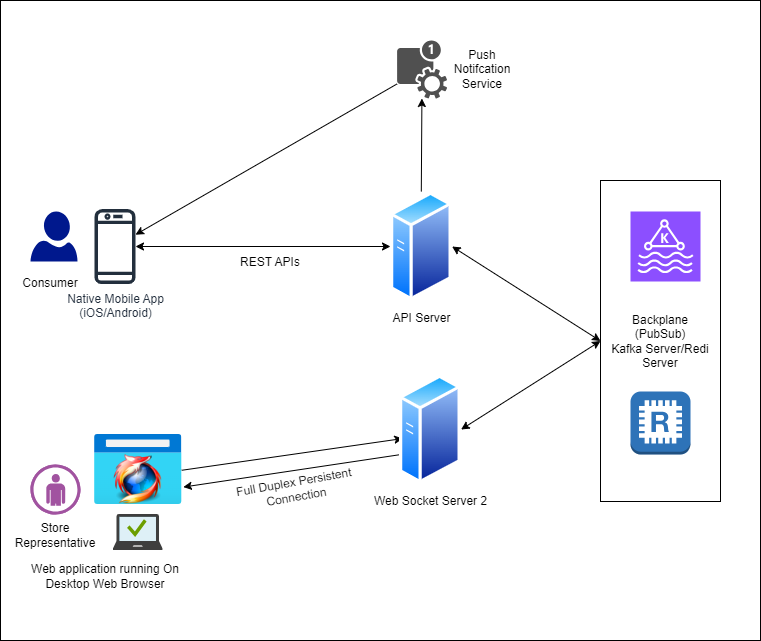 1
Push
Notifcation
Service
Consumer
Native Mobile App
(iOS/Android)
REST APIs
API Server
K
Backplane
(PubSub)
Kafka Server/Redi
Server
R
Full Duplex Persistent
Connection
Web Socket Server 2
Store
Representative
Web application running On
Desktop Web Browser